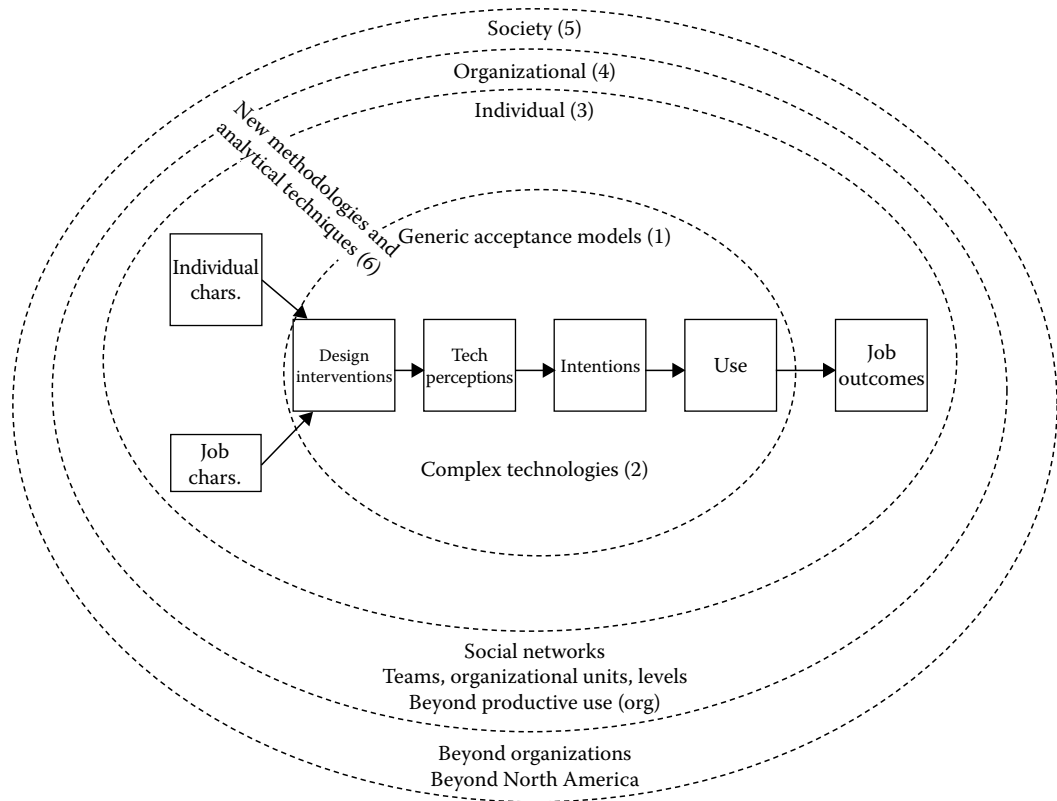 Society (5)
Organizational (4)
Individual (3)
New methodologies and
analytical techniques (6)
Generic acceptance models (1)
Individual
chars.
Design
interventions
Tech
perceptions
Intentions
Use
Job
outcomes
Job
chars.
Complex technologies (2)
Social networks
Teams, organizational units, levels
Beyond productive use (org)
Beyond organizations
Beyond North America